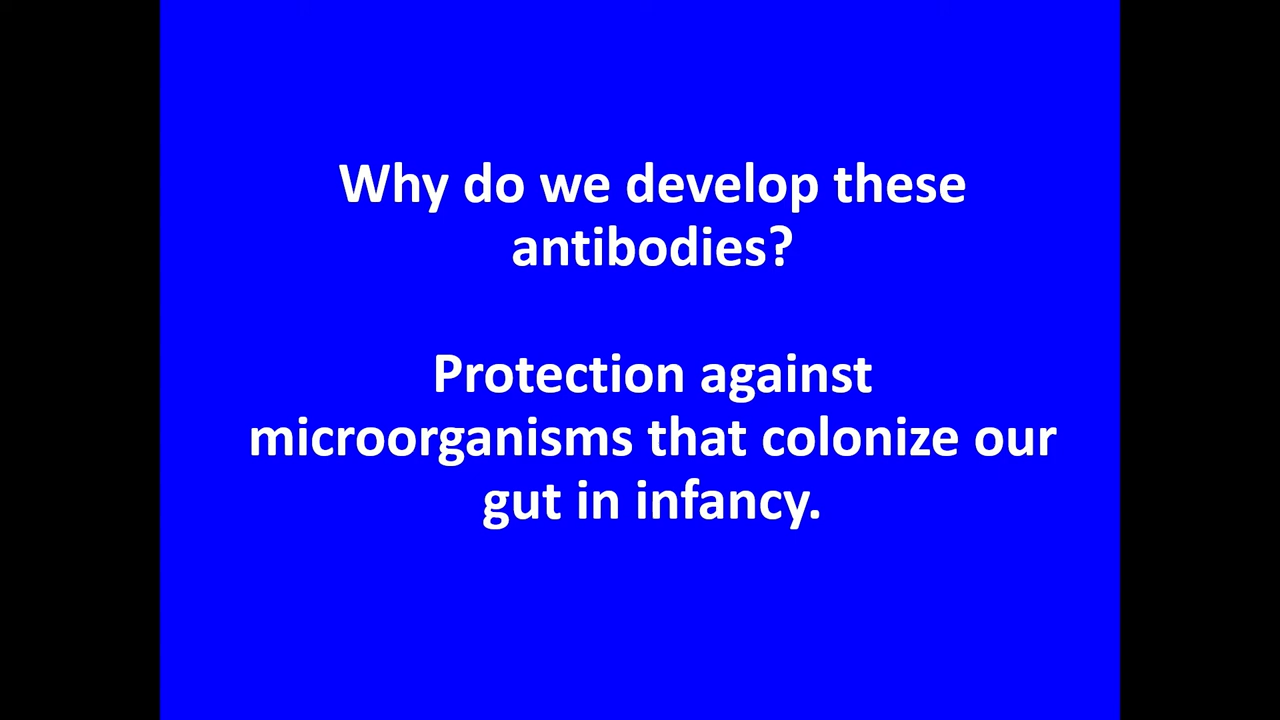 Why do we develop these
antibodies?
Protection against
microorganisms that colonize our
gut in infancy.